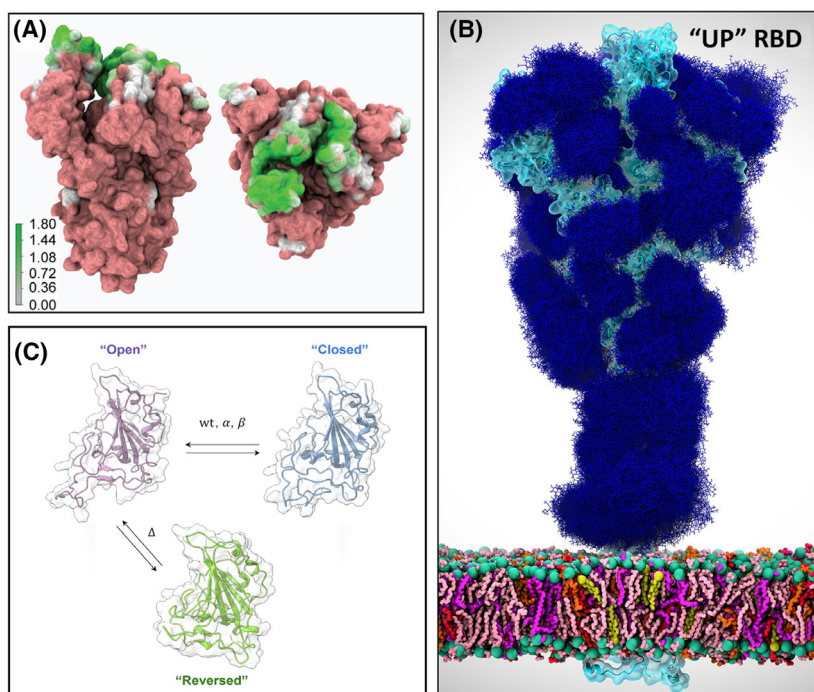 (A)
1.80
1.44
1.08
0.72
0.36
0.00
(B)
"UP" RBD
(C)
"Open"
"Closed"
wt, α, β
Δ
"Reversed"